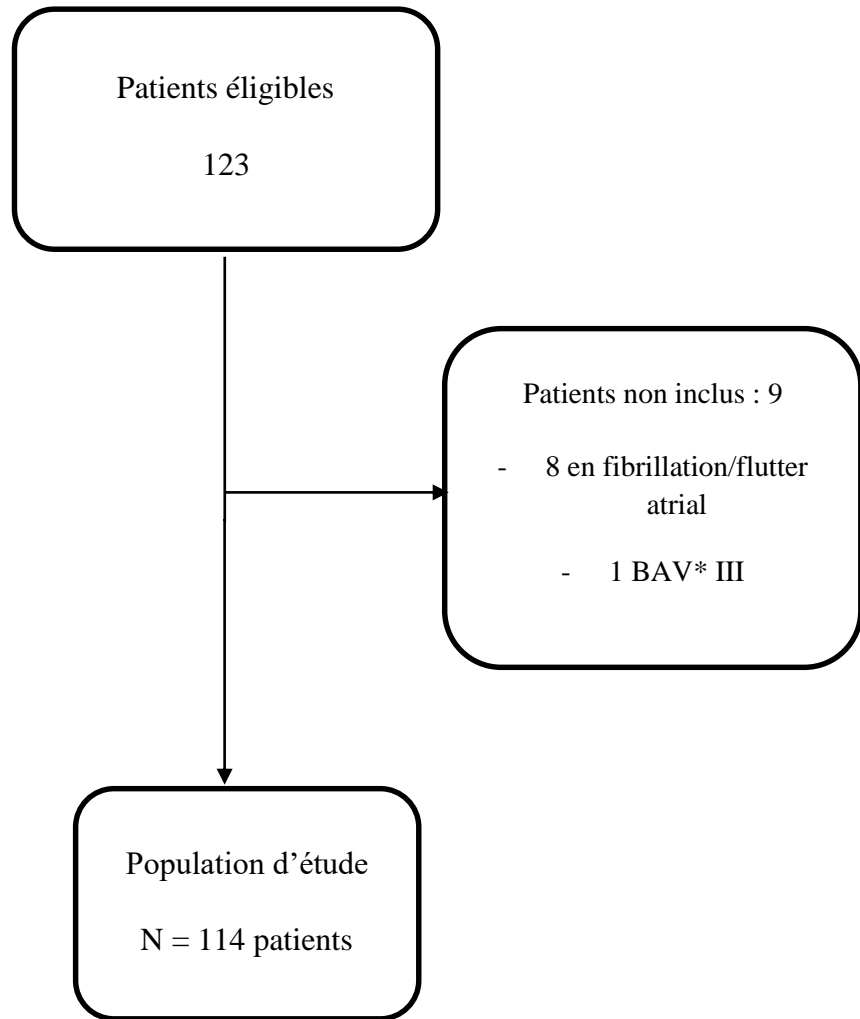 Patients éligibles
123
Patients non inclus : 9
- 8 en fibrillation/flutter
atrial
- 1 BAV* III
Population d’étude
N = 114 patients